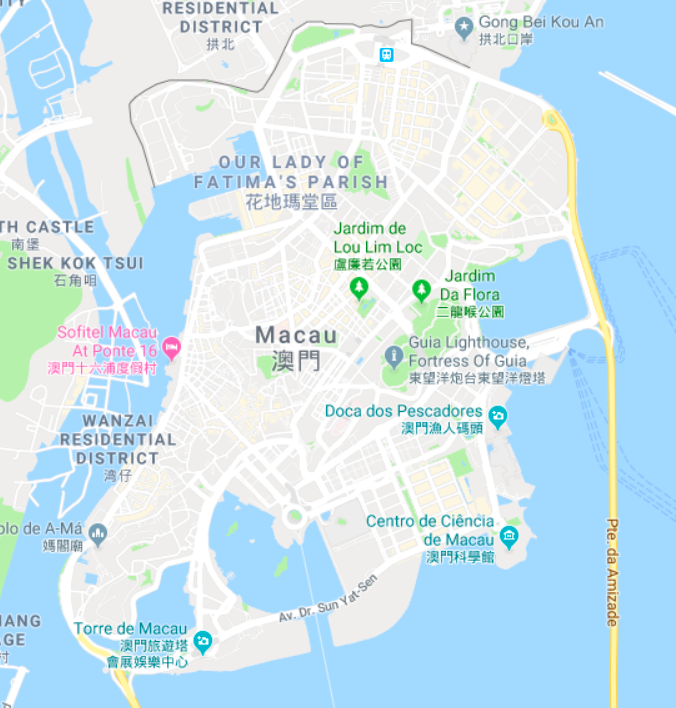 RESIDENTIAL
DISTRICT
拱北
Gong Bei Kou An
拱北口岸
OUR LADY OF
FATIMA'S PARISH
花地瑪堂區
TH CASTLE
南堡
SHEK KOK TSUI
石角咀
Jardim de
Lou Lim Loc
盧廉若公園
Jardim
Da Flora
二龍喉公園
Sofitel Macau
At Ponte 16
澳門十六浦度假村
Macau
澳門
Guia Lighthouse,
Fortress Of Guia
東望洋炮台東望洋燈塔
Doca dos Pescadores
澳門漁人碼頭
WANZAI
RESIDENTIAL
DISTRICT
湾仔
Centro de Ciência
de Macau
澳門科學館
plo de A-Má
媽閣廟
Pte. da Amizade
Av. Dr. Sun Yat-Sen
IANG
GE
村
Torre de Macau
澳門旅遊塔
會展娛樂中心